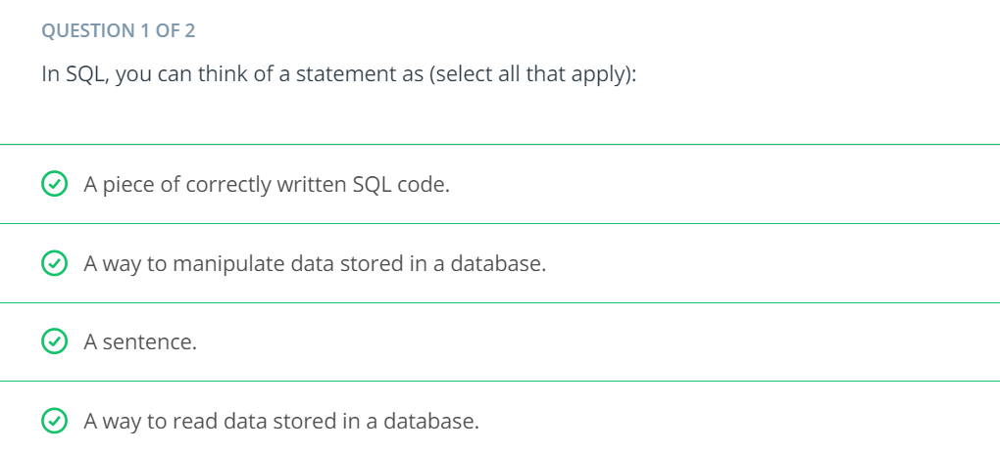 QUESTION 1 OF 2
In SQL, you can think of a statement as (select all that apply):
A piece of correctly written SQL code.
A way to manipulate data stored in a database.
A sentence.
A way to read data stored in a database.